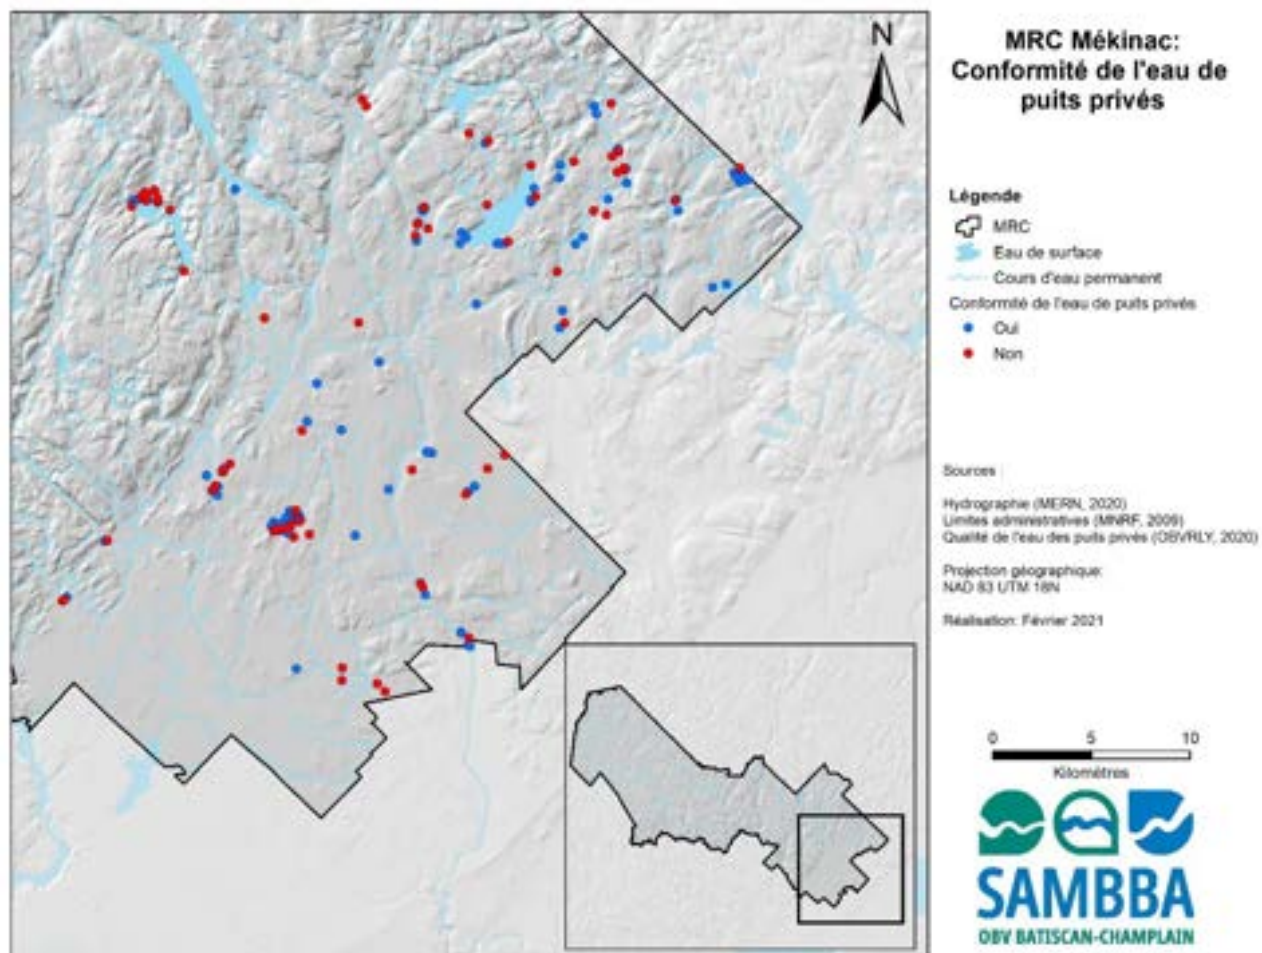 N
MRC Mékinac:
Conformité de l'eau de
puits privés
Légende
MRC
Eau de surface
Cours d'eau permanent
Conformité de l'eau de puits privés
Oui
Non
Sources :
Hydrographie (MERN, 2020)
Limites administratives (MNRF, 2009)
Qualité de l'eau des puits privés (OBVRLY, 2020)
Projection géographique:
NAD 83 UTM 18N
Réalisation: Février 2021
0 5 10
Kilomètres
SAMBBA
OBV BATISCAN-CHAMPLAIN